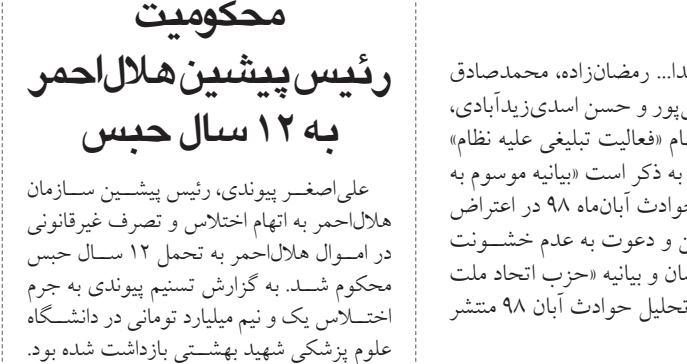 دا... رمضان‌زاده، محمدصادق
پور و حسن اسدی‌زیدآبادی،
«فعالیت تبلیغی علیه نظام»
به ذکر است «بیانیه موسوم به
حوادث آبان‌ماه ۹۸ در اعتراض
و دعوت به عدم خشونت
و بیانیه «حزب اتحاد ملت
تحلیل حوادث آبان ۹۸ منتشر
محکومیت
رئیس پیشین هلال‌احمر
به ۱۲ سال حبس
علی‌اصغر پیوندی، رئیس پیشین سازمان
هلال‌احمر به اتهام اختلاس و تصرف غیرقانونی
در اموال هلال‌احمر به تحمل ۱۲ سال حبس
محکوم شد. به گزارش تسنیم پیوندی به جرم
اختلاس یک و نیم میلیارد تومانی در دانشگاه
علوم پزشکی شهید بهشتی بازداشت شده بود.